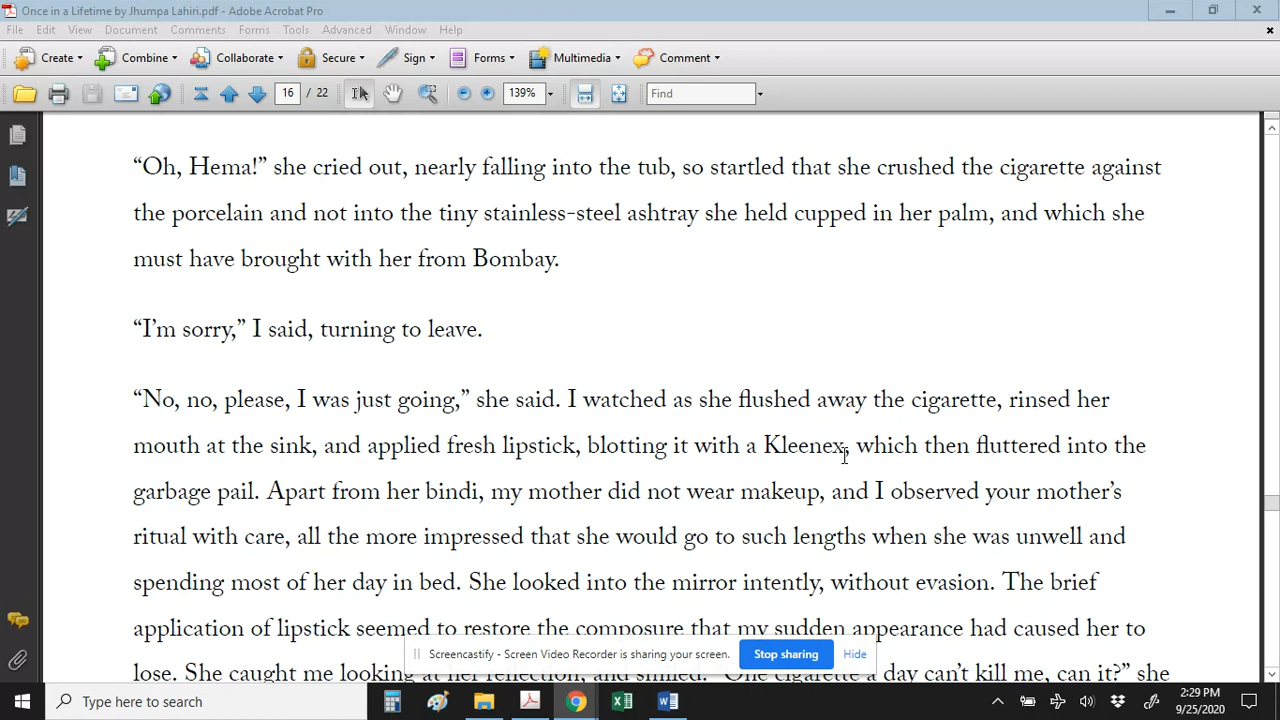 Once in a Lifetime by Jhumpa Lahiri.pdf - Adobe Acrobat Pro
File Edit View Document Comments Forms Tools Advanced Window Help
Create Combine Collaborate Secure Sign Forms Multimedia Comment
16 / 22 139% Find
“Oh, Hema!” she cried out, nearly falling into the tub, so startled that she crushed the cigarette against
the porcelain and not into the tiny stainless-steel ashtray she held cupped in her palm, and which she
must have brought with her from Bombay.
“I’m sorry,” I said, turning to leave.
“No, no, please, I was just going,” she said. I watched as she flushed away the cigarette, rinsed her
mouth at the sink, and applied fresh lipstick, blotting it with a Kleenex, which then fluttered into the
garbage pail. Apart from her bindi, my mother did not wear makeup, and I observed your mother’s
ritual with care, all the more impressed that she would go to such lengths when she was unwell and
spending most of her day in bed. She looked into the mirror intently, without evasion. The brief
application of lipstick seemed to restore the composure that my sudden appearance had caused her to
lose. She caught me looking at her reflection, and smiled. “One cigarette a day can’t kill me, can it?” she
Screencastify - Screen Video Recorder is sharing your screen. Stop sharing Hide
Type here to search
2:29 PM
9/25/2020